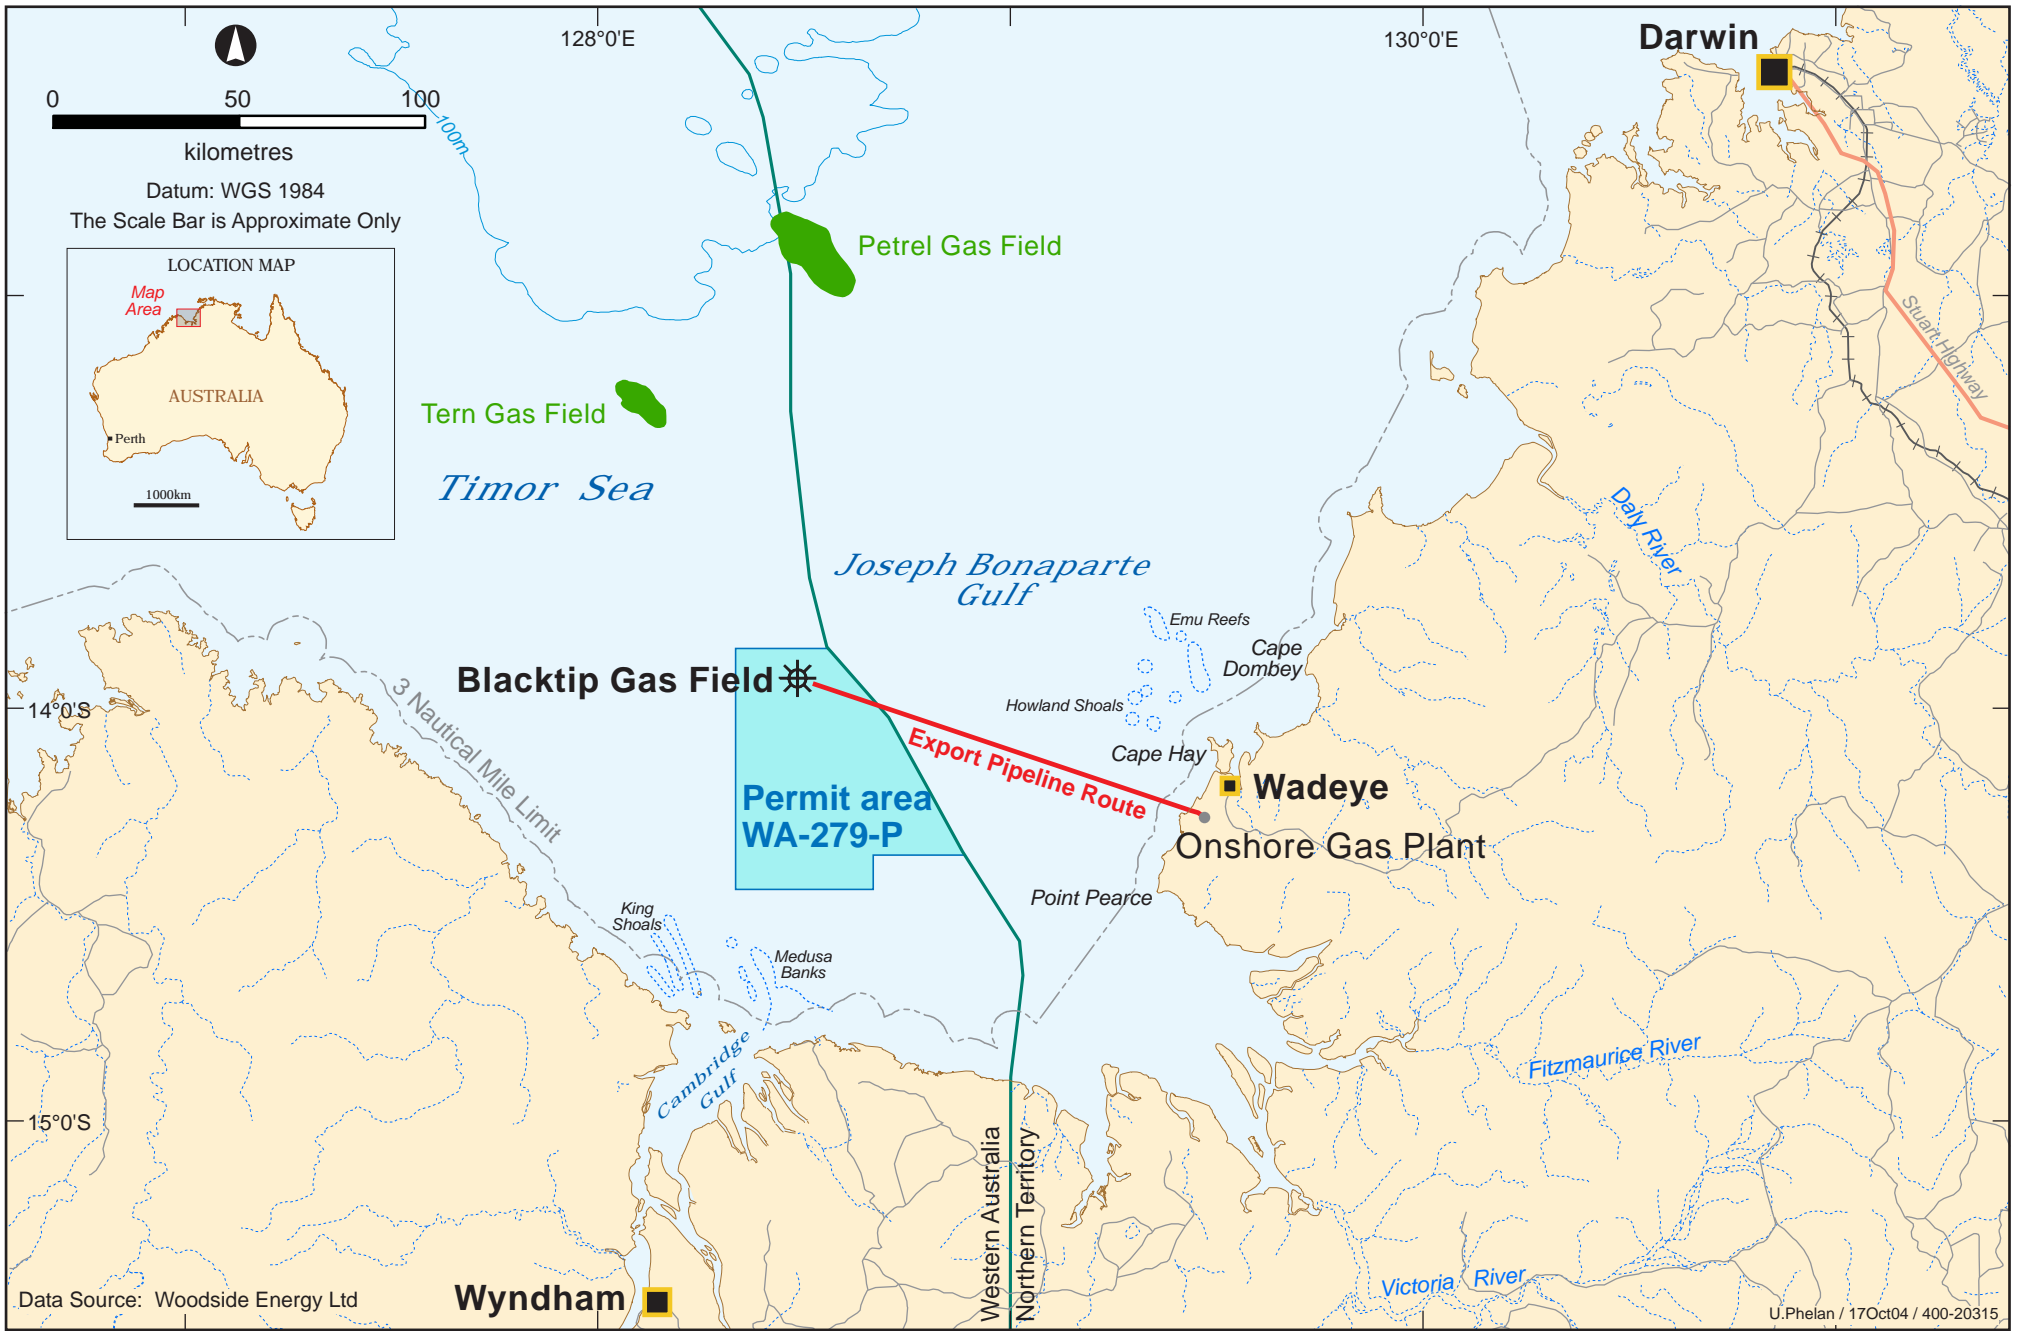 128°0'E
130°0'E
Darwin
0 50 100
kilometres
Datum: WGS 1984
The Scale Bar is Approximate Only
100m
LOCATION MAP
Map
Area
AUSTRALIA
Perth
1000km
Petrel Gas Field
Tern Gas Field
Timor Sea
Stuart HIghway
Daly River
Joseph Bonaparte
Gulf
Emu Reefs
Cape
Dombey
Blacktip Gas Field
Howland Shoals
14°0'S
3 Nautical Mile Limit
Export Pipeline Route
Cape Hay
Wadeye
Permit area
WA-279-P
Onshore Gas Plant
Point Pearce
King
Shoals
Medusa
Banks
Cambridge
Gulf
Fitzmaurice River
15°0'S
Western Australia
Northern Territory
Victoria River
Wyndham
Data Source: Woodside Energy Ltd
U.Phelan / 17Oct04 / 400-20315